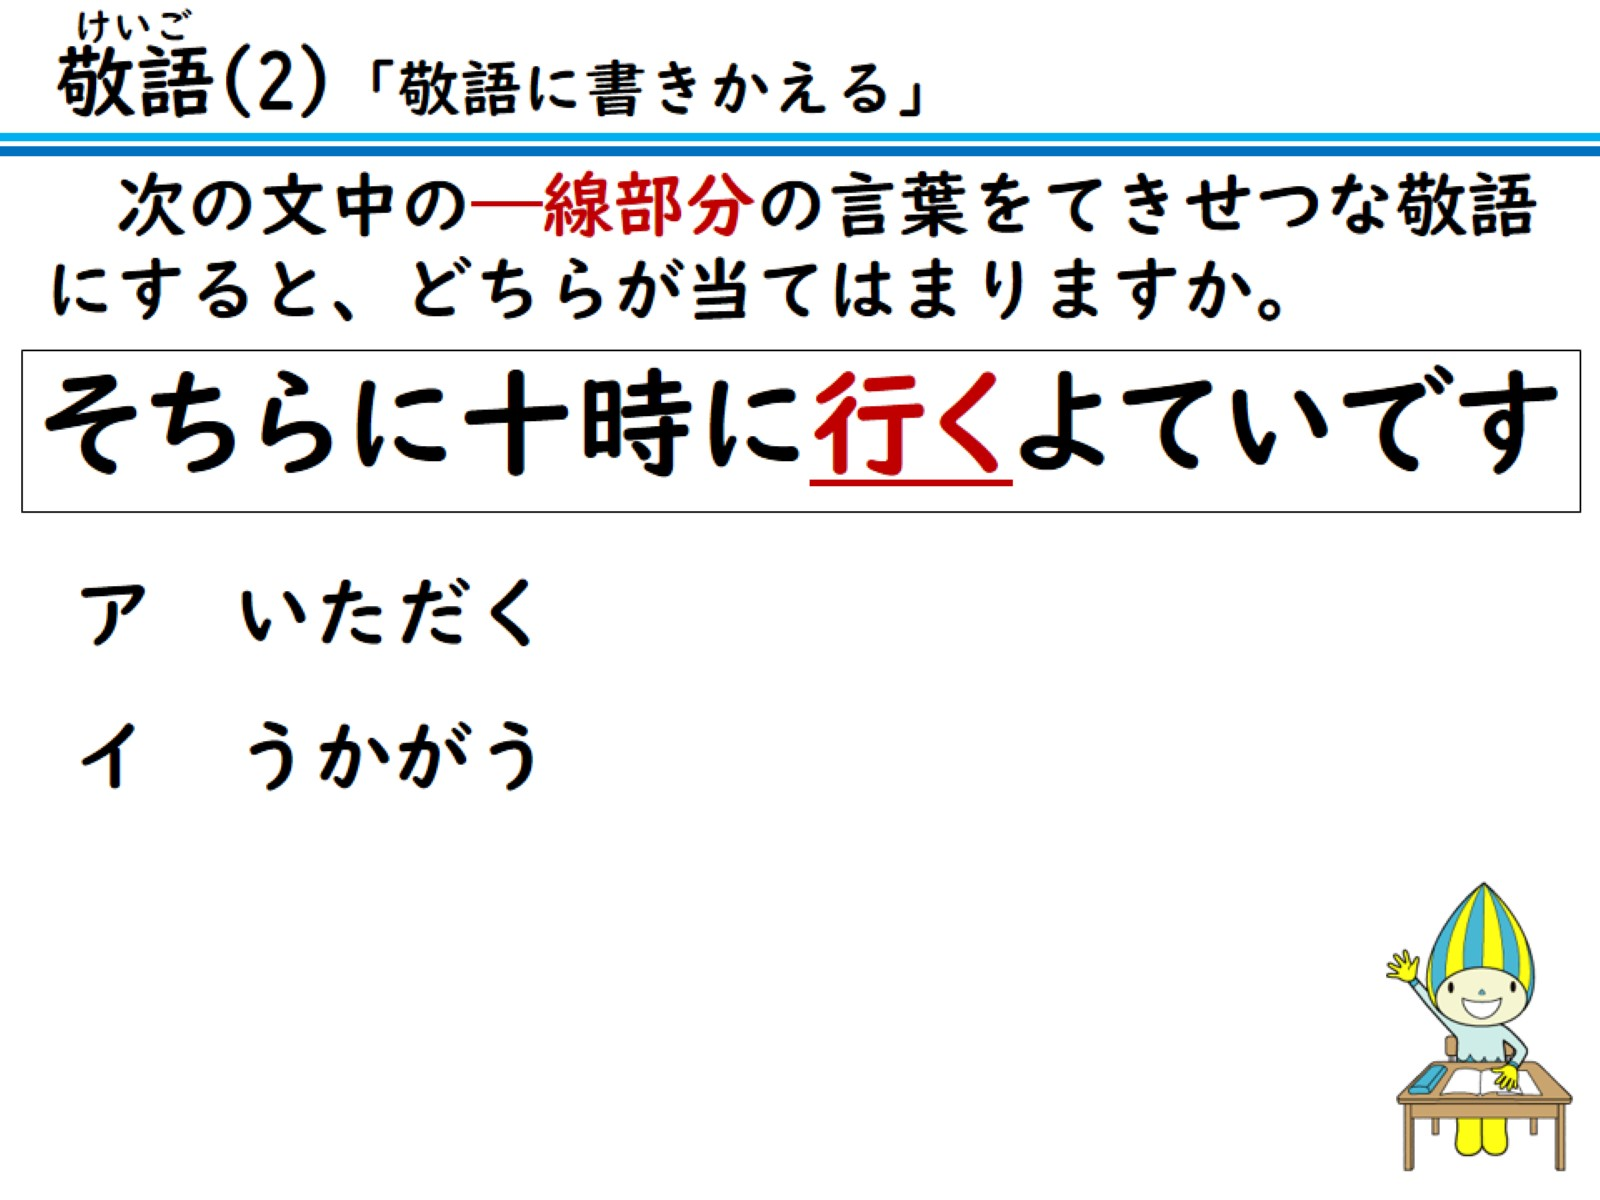 けいご
敬語(2)「敬語に書きかえる」
次の文中の―線部分の言葉をてきせつな敬語
にすると、どちらが当てはまりますか。
そちらに十時に行くよていです
ア　いただく
イ　うかがう